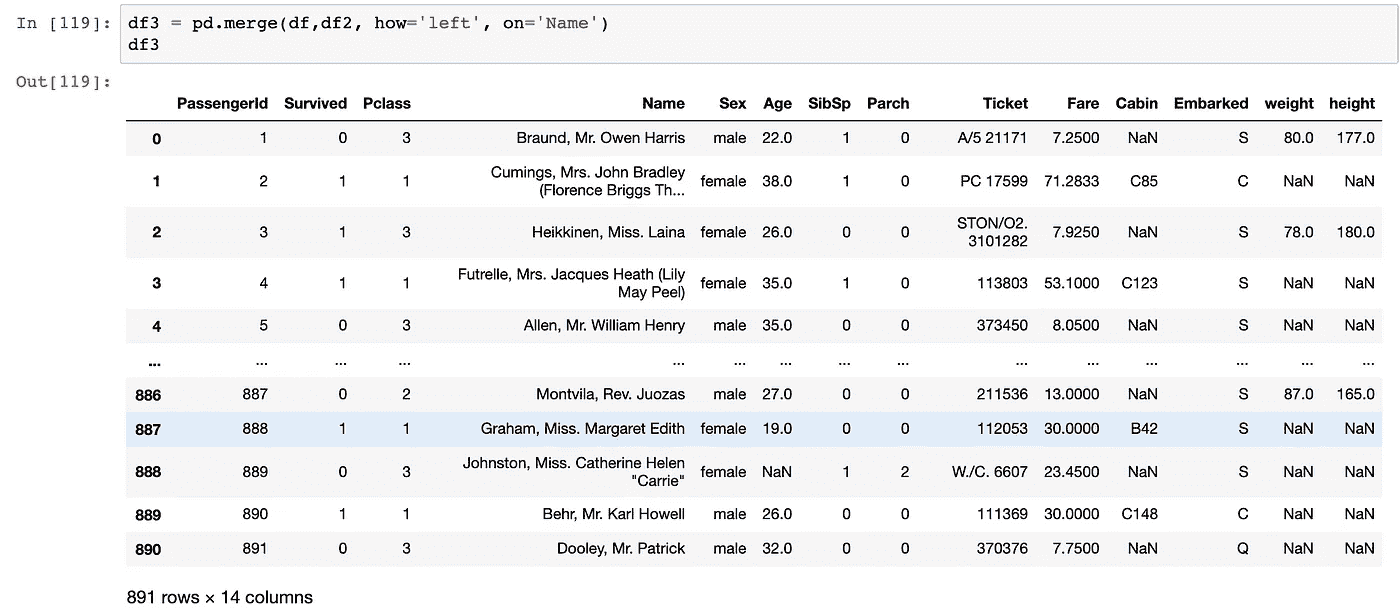 In [119]: df3 = pd.merge(df,df2, how='left', on='Name')
df3
Out[119]:
PassengerId Survived Pclass Name Sex Age SibSp Parch Ticket Fare Cabin Embarked weight height
0 1 0 3 Braund, Mr. Owen Harris male 22.0 1 0 A/5 21171 7.2500 NaN S 80.0 177.0
1 2 1 1 Cumings, Mrs. John Bradley
(Florence Briggs Th... female 38.0 1 0 PC 17599 71.2833 C85 C NaN NaN
2 3 1 3 Heikkinen, Miss. Laina female 26.0 0 0 STON/O2.
3101282 7.9250 NaN S 78.0 180.0
3 4 1 1 Futrelle, Mrs. Jacques Heath (Lily
May Peel) female 35.0 1 0 113803 53.1000 C123 S NaN NaN
4 5 0 3 Allen, Mr. William Henry male 35.0 0 0 373450 8.0500 NaN S NaN NaN
... ... ... ... ... ... ... ... ... ... ... ... ... ... ...
886 887 0 2 Montvila, Rev. Juozas male 27.0 0 0 211536 13.0000 NaN S 87.0 165.0
887 888 1 1 Graham, Miss. Margaret Edith female 19.0 0 0 112053 30.0000 B42 S NaN NaN
888 889 0 3 Johnston, Miss. Catherine Helen
"Carrie" female NaN 1 2 W./C. 6607 23.4500 NaN S NaN NaN
889 890 1 1 Behr, Mr. Karl Howell male 26.0 0 0 111369 30.0000 C148 C NaN NaN
890 891 0 3 Dooley, Mr. Patrick male 32.0 0 0 370376 7.7500 NaN Q NaN NaN
891 rows × 14 columns